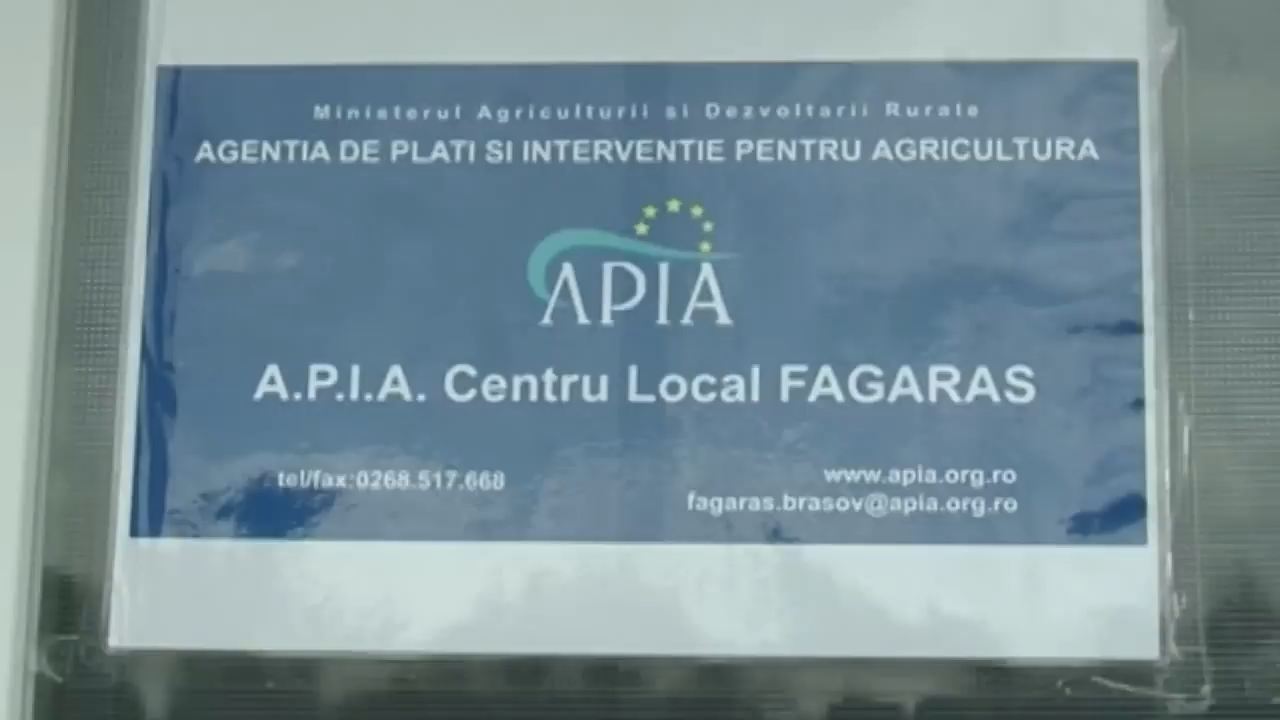 Ministerul Agriculturii si Dezvoltarii Rurale
AGENTIA DE PLATI SI INTERVENTIE PENTRU AGRICULTURA
APIA
A.P.I.A. Centru Local FAGARAS
tel/fax:0268.517.668
www.apia.org.ro
fagaras.brasov@apia.org.ro